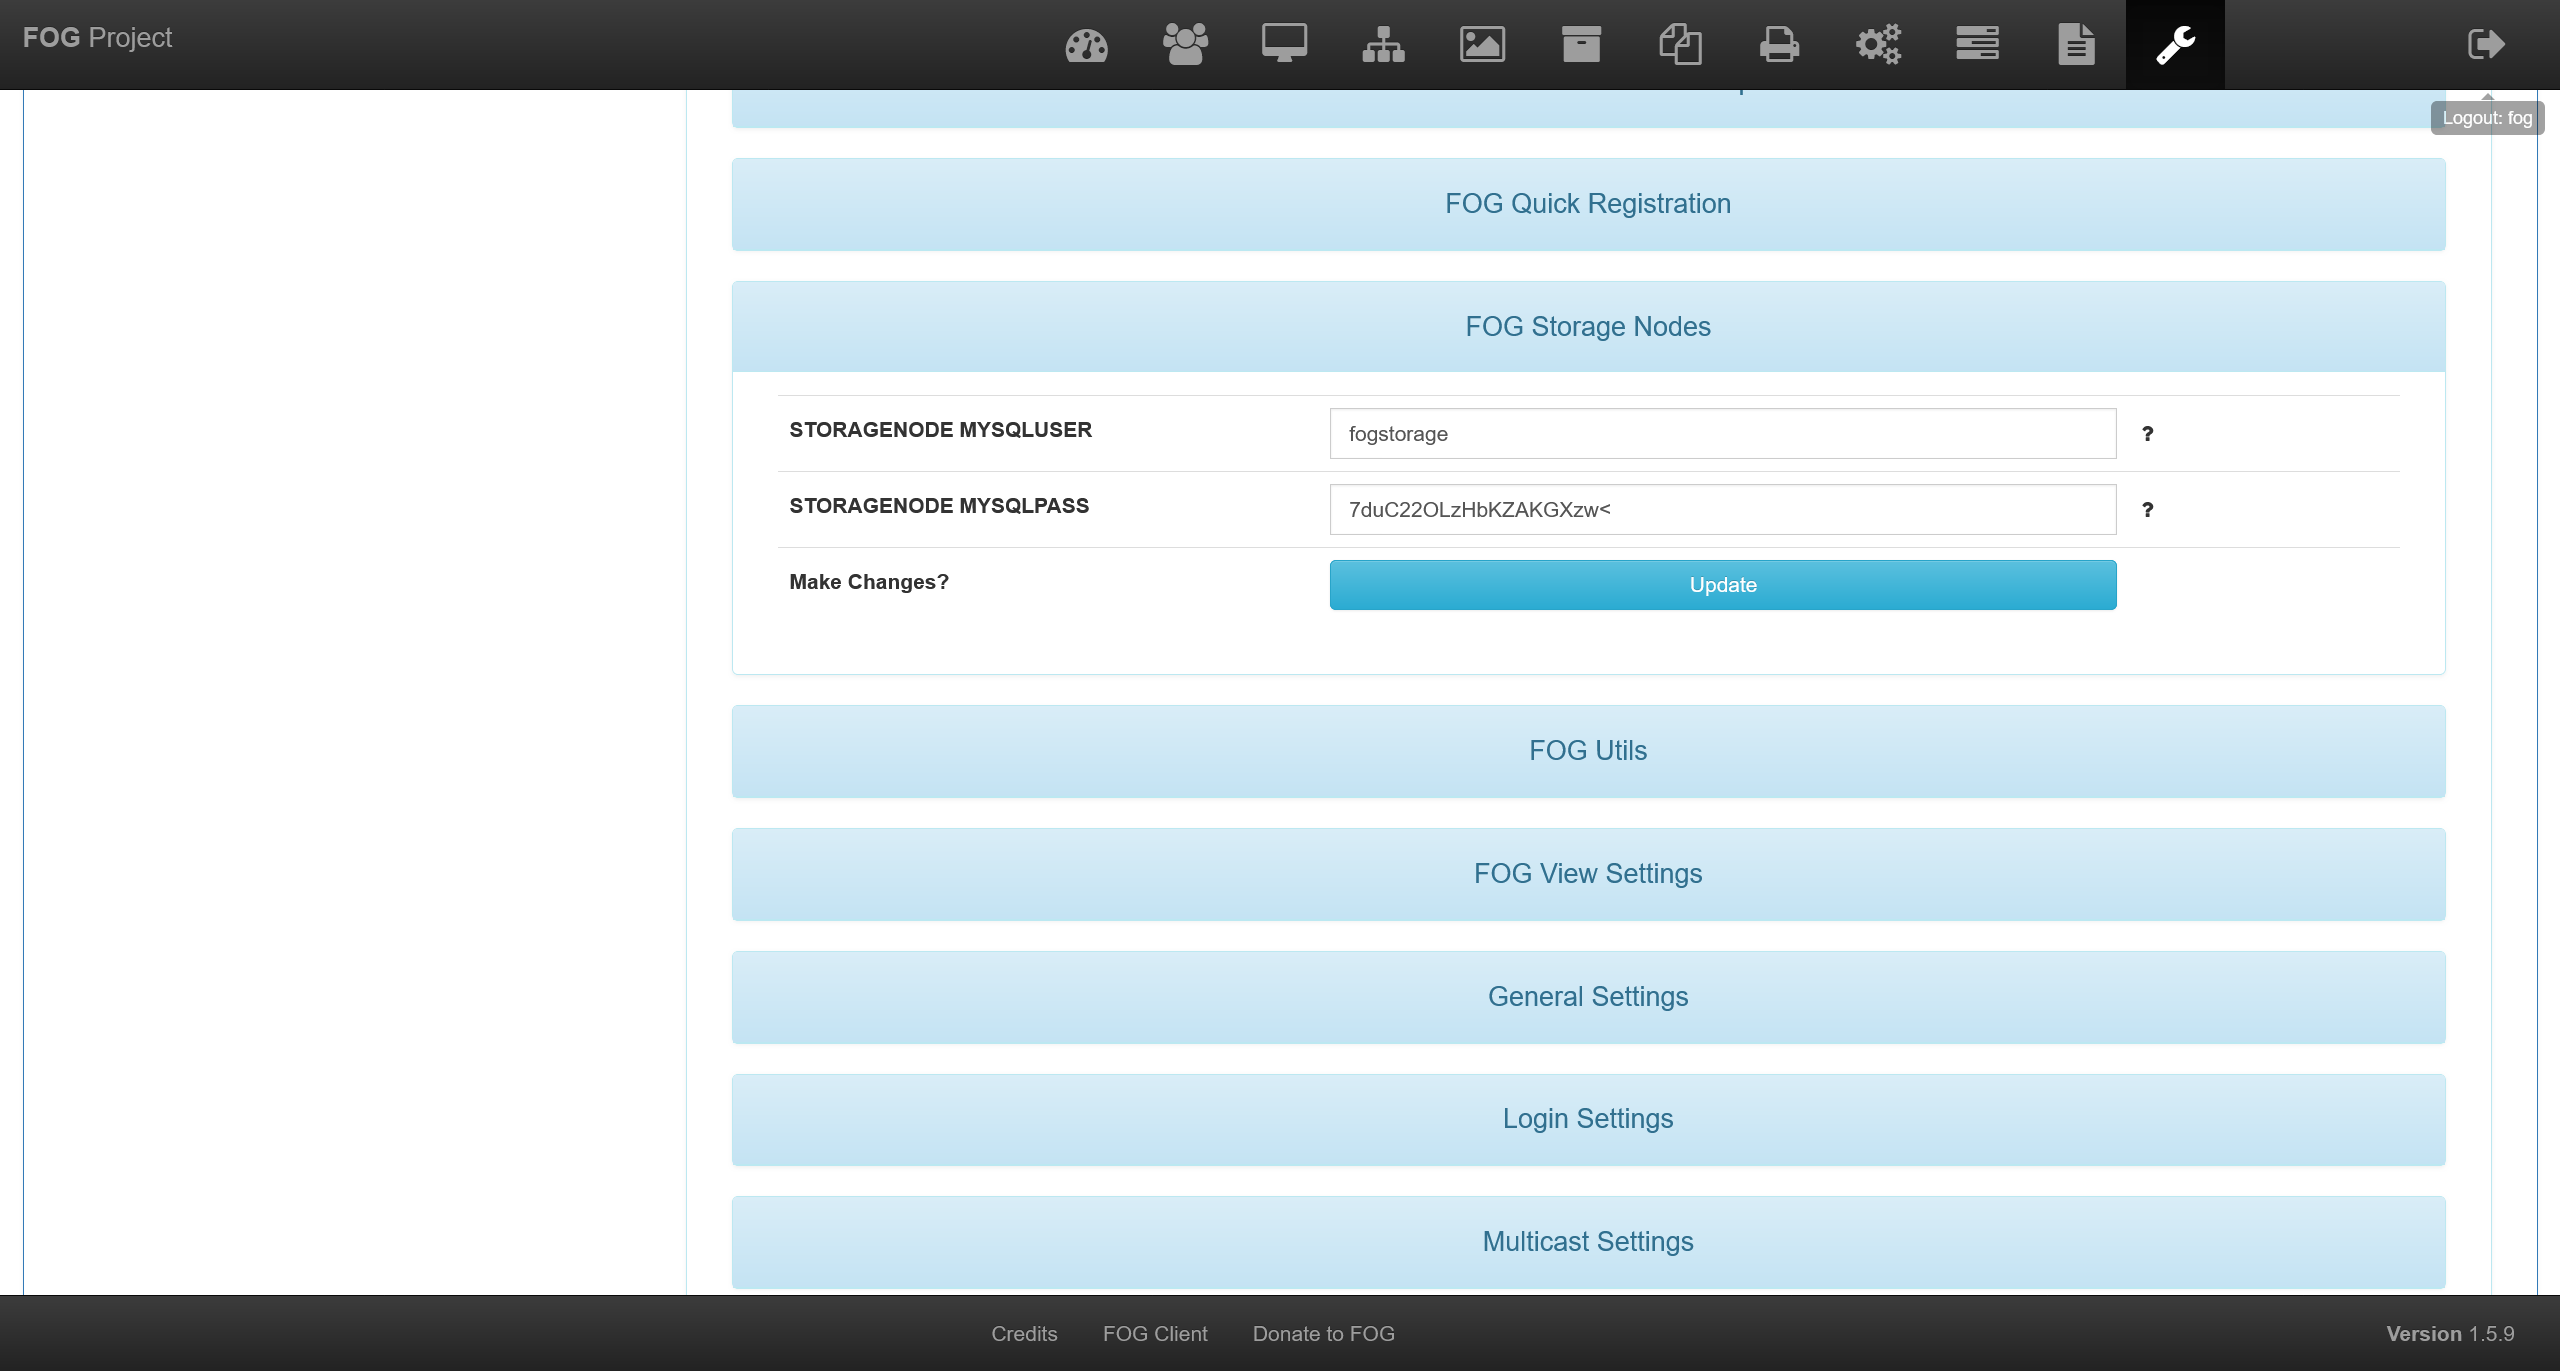 FOG Project
Logout: fog
FOG Quick Registration
FOG Storage Nodes
STORAGENODE MYSQLUSER fogstorage ?
STORAGENODE MYSQLPASS 7duC22OLzHbKZAKGXzw< ?
Make Changes? Update
FOG Utils
FOG View Settings
General Settings
Login Settings
Multicast Settings
Credits FOG Client Donate to FOG Version 1.5.9